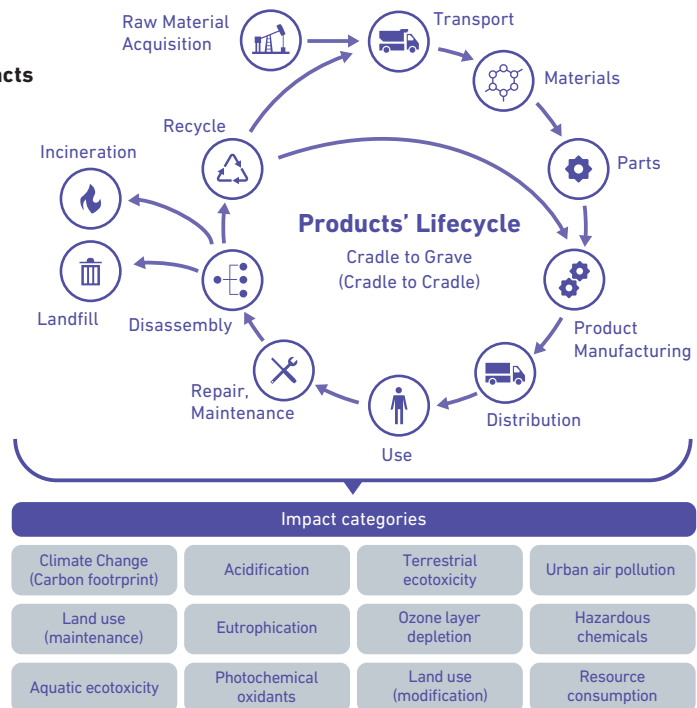 Raw Material
Acquisition
Transport
acts
Materials
Recycle
Incineration
Parts
Products' Lifecycle
Cradle to Grave
(Cradle to Cradle)
Landfill
Disassembly
Product
Manufacturing
Repair,
Maintenance
Distribution
Use
Impact categories
Climate Change
(Carbon footrprint)
Acidification
Terrestrial
ecotoxicity
Urban air pollution
Land use
(maintenance)
Eutrophication
Ozone layer
depletion
Hazardous
chemicals
Aquatic ecotoxicity
Photochemical
oxidants
Land use
(modification)
Resource
consumption